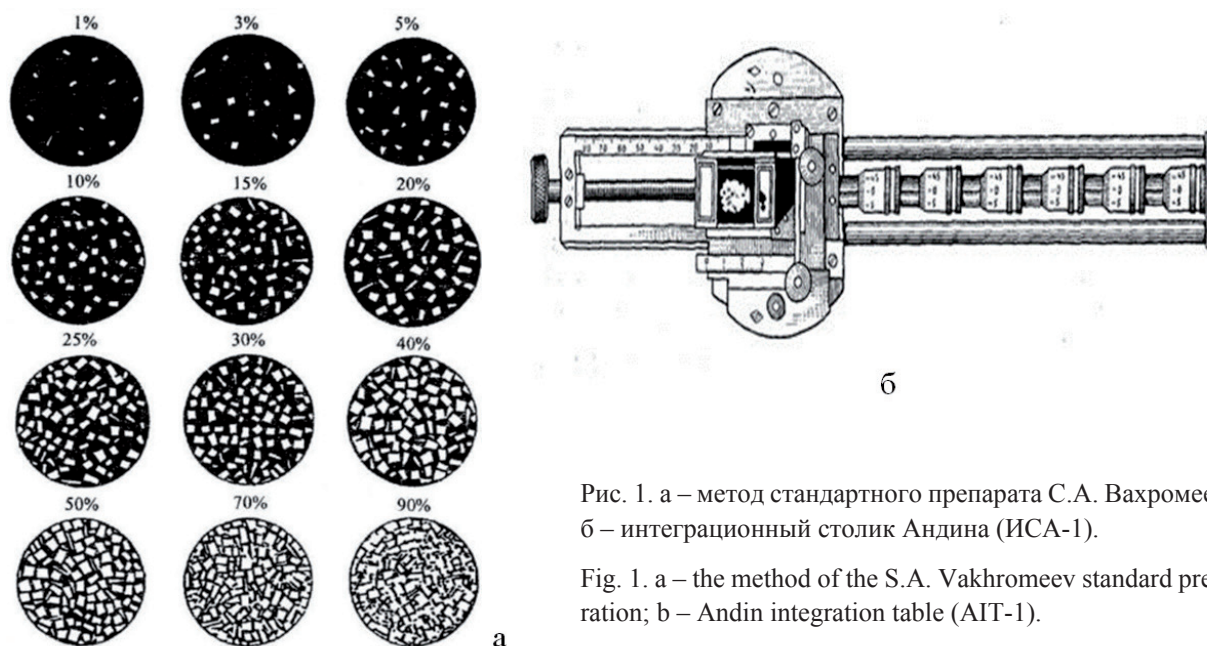 1% 3% 5%
10% 15% 20%
25% 30% 40%
50% 70% 90%
а
б
Рис. 1. а – метод стандартного препарата С.А. Вахромее
б – интеграционный столик Андина (ИСА-1).
Fig. 1. a – the method of the S.A. Vakhromeev standard pre
ration; b – Andin integration table (AIT-1).